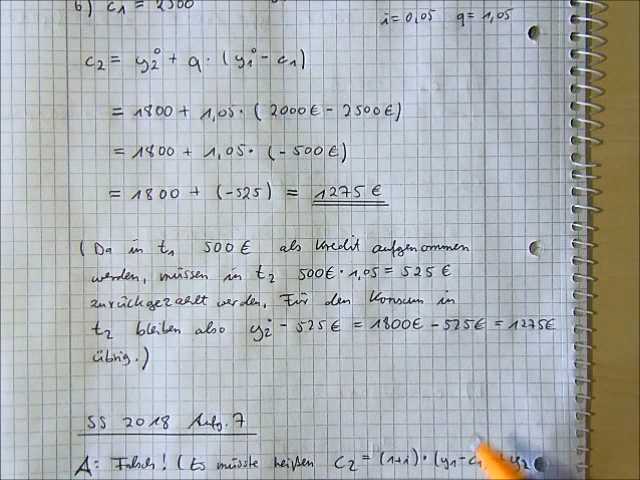 b) c₁ = 2500
i = 0,05 q = 1,05
c₂ = y₂⁰ + q · (y₁⁰ - c₁)
= 1800 + 1,05 · (2000€ - 2500€)
= 1800 + 1,05 · (-500€)
= 1800 + (-525) = 1275€
(Da in t₁ 500€ als Kredit aufgenommen
werden, müssen in t₂ 500€ · 1,05 = 525€
zurückgezahlt werden. Für den Konsum in
t₂ bleiben also y₂⁰ - 525€ = 1800€ - 525€ = 1275€
übrig.)
SS 2018 Aufg. 7
A: Falsch! (Es müsste heißen c₂ = (1+i) · (y₁ - c₁) + y₂